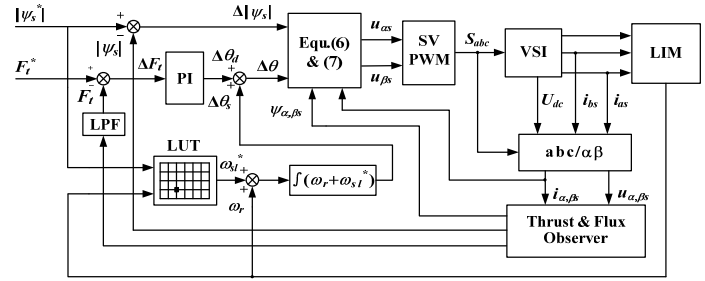 |ψs*|
+
−
|ψs|
Δ|ψs|
Equ.(6)
& (7)
uαs
uβs
SV
PWM
Sabc
VSI
LIM
Ft*
+
−
Ft
ΔFt
PI
Δθd
+
+
Δθs
Δθ
ψα,βs
Udc
ibs
ias
LPF
LUT
ωsl*
+
+
ωr
∫(ωr+ωsl*)
abc/αβ
iα,βs
uα,βs
Thrust & Flux
Observer